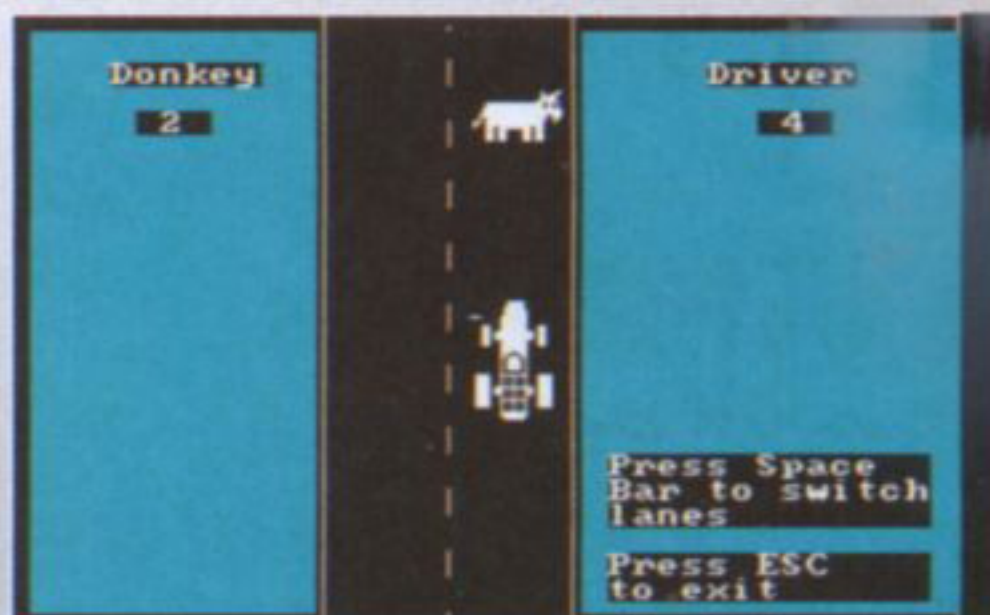 Donkey
2
Driver
4
Press Space
Bar to switch
lanes
Press ESC
to exit